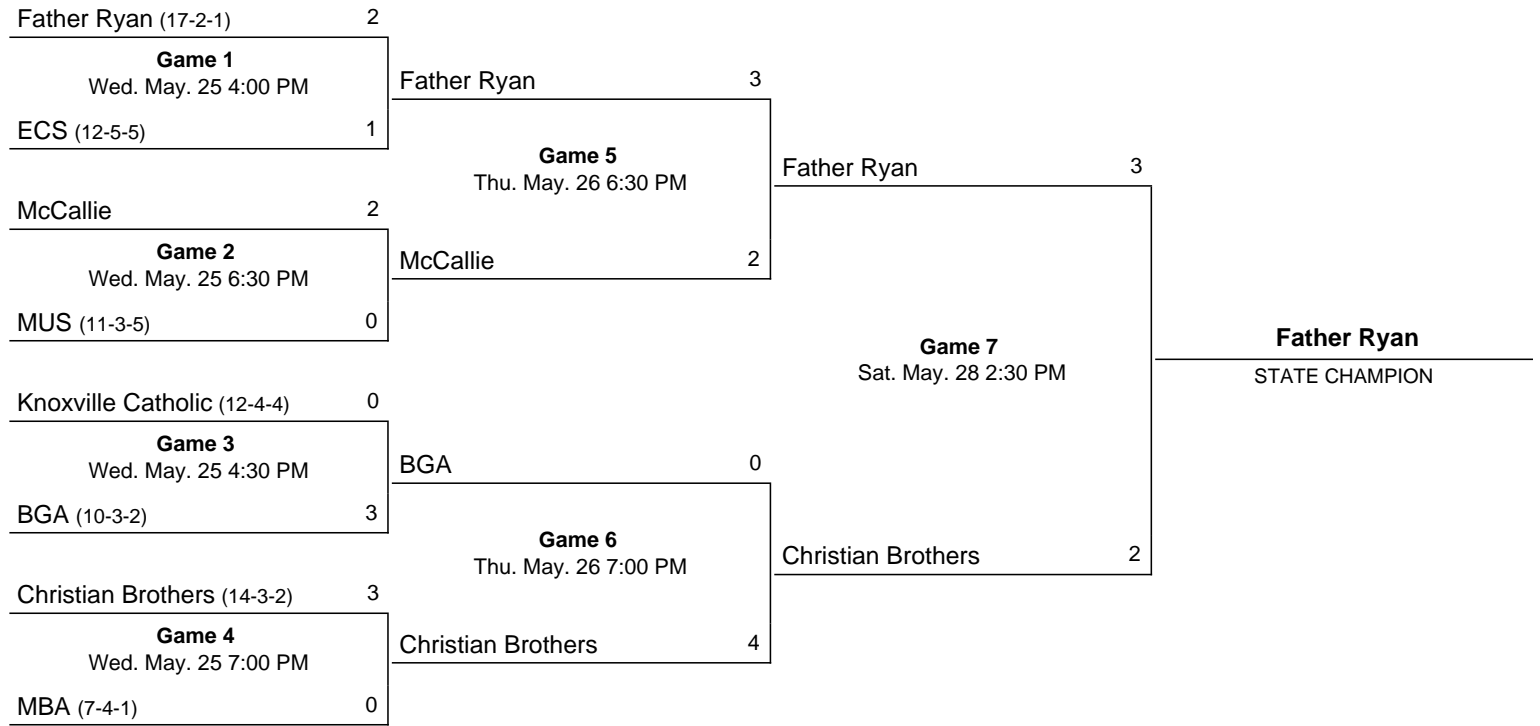 Father Ryan (17-2-1) 2
Game 1
Wed. May. 25 4:00 PM
ECS (12-5-5) 1
McCallie 2
Game 2
Wed. May. 25 6:30 PM
MUS (11-3-5) 0
Knoxville Catholic (12-4-4) 0
Game 3
Wed. May. 25 4:30 PM
BGA (10-3-2) 3
Christian Brothers (14-3-2) 3
Game 4
Wed. May. 25 7:00 PM
MBA (7-4-1) 0
Father Ryan 3
Game 5
Thu. May. 26 6:30 PM
McCallie 2
BGA 0
Game 6
Thu. May. 26 7:00 PM
Christian Brothers 4
Father Ryan 3
Game 7
Sat. May. 28 2:30 PM
Christian Brothers 2
Father Ryan
STATE CHAMPION